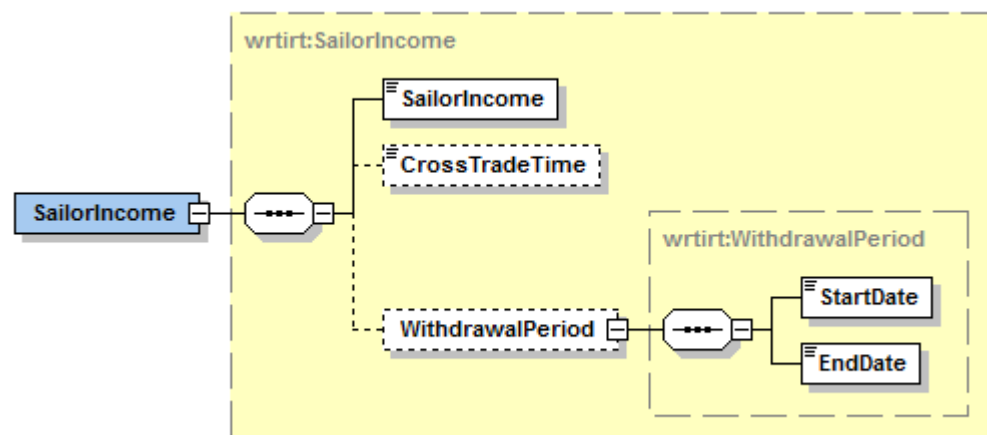 wrtirt:SailorIncome
SailorIncome
CrossTradeTime
SailorIncome
wrtirt:WithdrawalPeriod
StartDate
WithdrawalPeriod
EndDate